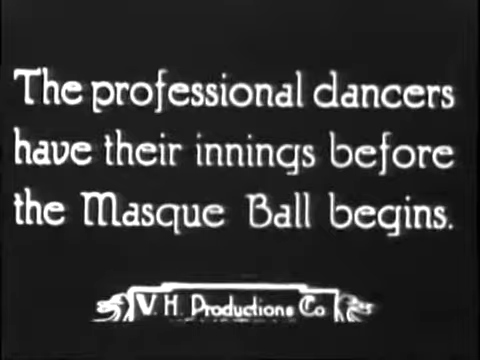 The professional dancers
have their innings before
the Masque Ball begins.
V. H. Productions Co